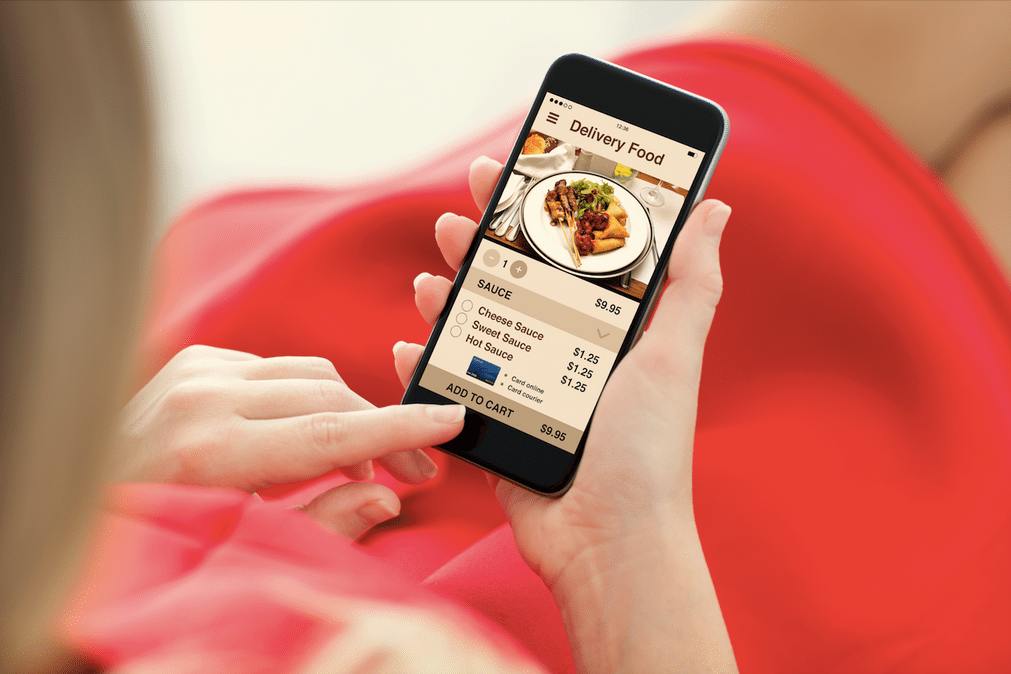 12:36
Delivery Food
- 1 +
$9.95
SAUCE
Cheese Sauce $1.25
Sweet Sauce $1.25
Hot Sauce $1.25
• Card online
• Card courier
ADD TO CART $9.95